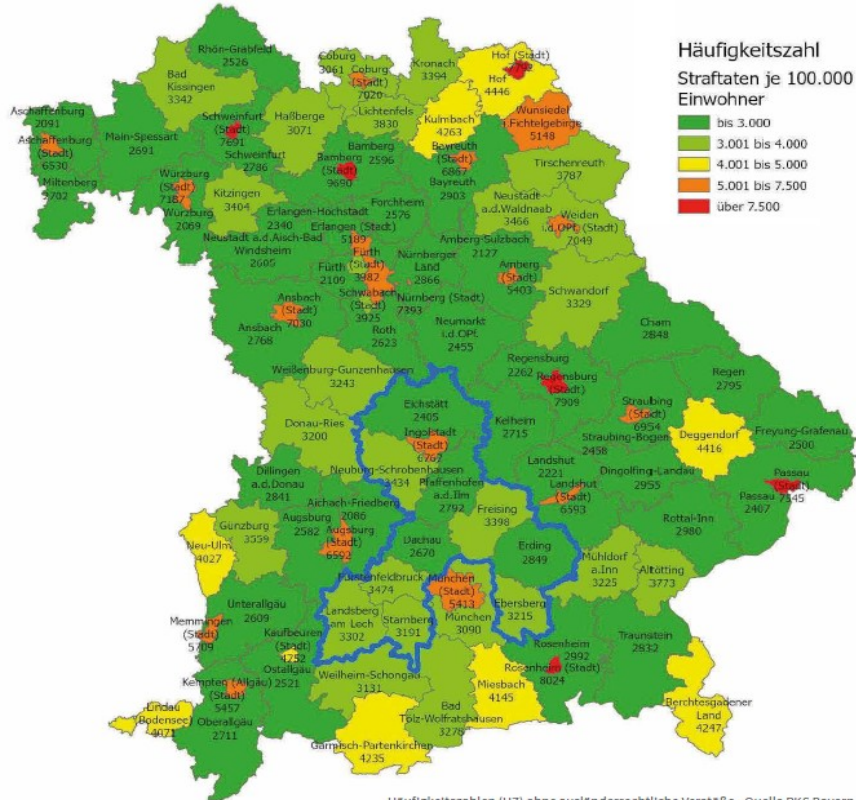 Häufigkeitszahl
Straftaten je 100.000
Einwohner
bis 3.000
3.001 bis 4.000
4.001 bis 5.000
5.001 bis 7.500
über 7.500
Rhön-Grabfeld
2526
Bad
Kissingen
3342
Coburg
3061
Coburg
(Stadt)
7020
Kronach
3394
Hof (Stadt)
Hof
4446
Lichtenfels
3830
Kulmbach
4263
Wunsiedel
i.Fichtelgebirge
5148
Aschaffenburg
2091
Aschaffenburg
(Stadt)
6530
Main-Spessart
2691
Schweinfurt
(Stadt)
7691
Schweinfurt
2786
Haßberge
3071
Bamberg
2596
Bamberg
(Stadt)
9690
Bayreuth
(Stadt)
6867
Bayreuth
2903
Tirschenreuth
3787
Miltenberg
Würzburg
(Stadt)
7187
Würzburg
2069
Kitzingen
3404
Forchheim
2576
Erlangen-Höchstadt
2340
Erlangen (Stadt)
5189
Neustadt
a.d.Waldnaab
3466
Weiden
i.d.OPf. (Stadt)
7049
Neustadt a.d.Aisch-Bad
Windsheim
2605
Fürth
(Stadt)
3982
Fürth
2109
Nürnberger
Land
2866
Amberg-Sulzbach
2127
Amberg
(Stadt)
5403
Schwandorf
3329
Ansbach
(Stadt)
7030
Ansbach
2768
Schwabach
(Stadt)
3925
Nürnberg (Stadt)
7393
Roth
2623
Neumarkt
i.d.OPf.
2455
Cham
2848
Weißenburg-Gunzenhausen
3243
Regensburg
2262
Regensburg
(Stadt)
7909
Regen
2795
Donau-Ries
3200
Eichstätt
2405
Ingolstadt
(Stadt)
6767
Kelheim
2715
Straubing
(Stadt)
6954
Straubing-Bogen
2458
Deggendorf
4416
Freyung-Grafenau
2500
Neuburg-Schrobenhausen
3434
Pfaffenhofen
a.d.Ilm
2792
Landshut
2221
Landshut
(Stadt)
6593
Dingolfing-Landau
2955
Passau
(Stadt)
7545
Passau
2407
Dillingen
a.d.Donau
2841
Aichach-Friedberg
2086
Augsburg
2582
Augsburg
(Stadt)
6592
Freising
3398
Rottal-Inn
2980
Neu-Ulm
4027
Günzburg
3559
Dachau
2670
Erding
2849
Mühldorf
a.Inn
3225
Altötting
3773
Fürstenfeldbruck
3474
München
(Stadt)
5413
München
3090
Ebersberg
3215
Unterallgäu
2609
Memmingen
(Stadt)
5709
Landsberg
am Lech
3302
Starnberg
3191
Kaufbeuren
(Stadt)
4252
Ostallgäu
2521
Rosenheim
2992
Rosenheim (Stadt)
8024
Traunstein
2832
Kempten (Allgäu)
(Stadt)
5457
Oberallgäu
2711
Weilheim-Schongau
3131
Bad
Tölz-Wolfratshausen
3278
Miesbach
4145
Berchtesgadener
Land
4247
Lindau
(Bodensee)
4071
Garmisch-Partenkirchen
4235